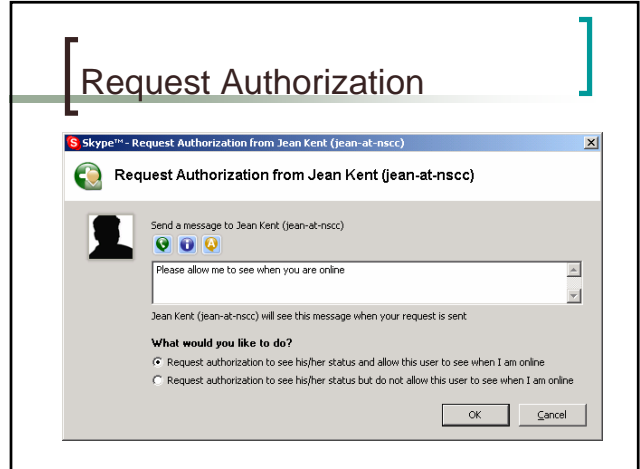 Request Authorization
S Skype™ - Request Authorization from Jean Kent (jean-at-nscc)
Request Authorization from Jean Kent (jean-at-nscc)
Send a message to Jean Kent (jean-at-nscc)
Please allow me to see when you are online
Jean Kent (jean-at-nscc) will see this message when your request is sent
What would you like to do?
Request authorization to see his/her status and allow this user to see when I am online
Request authorization to see his/her status but do not allow this user to see when I am online
OK Cancel